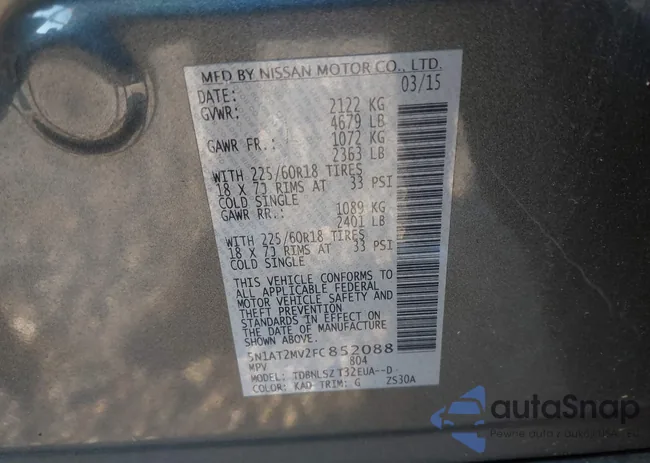 MFD BY NISSAN MOTOR CO., LTD.
DATE: 03/15
GVWR: 2122 KG
4679 LB
GAWR FR.: 1072 KG
2363 LB
WITH 225/60R18 TIRES
18 X 7J RIMS AT 33 PSI
COLD SINGLE
GAWR RR.: 1089 KG
2401 LB
WITH 225/60R18 TIRES
18 X 7J RIMS AT 33 PSI
COLD SINGLE
THIS VEHICLE CONFORMS TO
ALL APPLICABLE FEDERAL
MOTOR VEHICLE SAFETY AND
THEFT PREVENTION
STANDARDS IN EFFECT ON
DATE OF MFR. SHOWN ABOVE.
5N1AT2MV2FC852088
MPV 804
MODEL: TDBNLSZ T32EUA--D
COLOR: KAD TRIM: G ZS30A
autoSnap
Pewne auta z aukcji